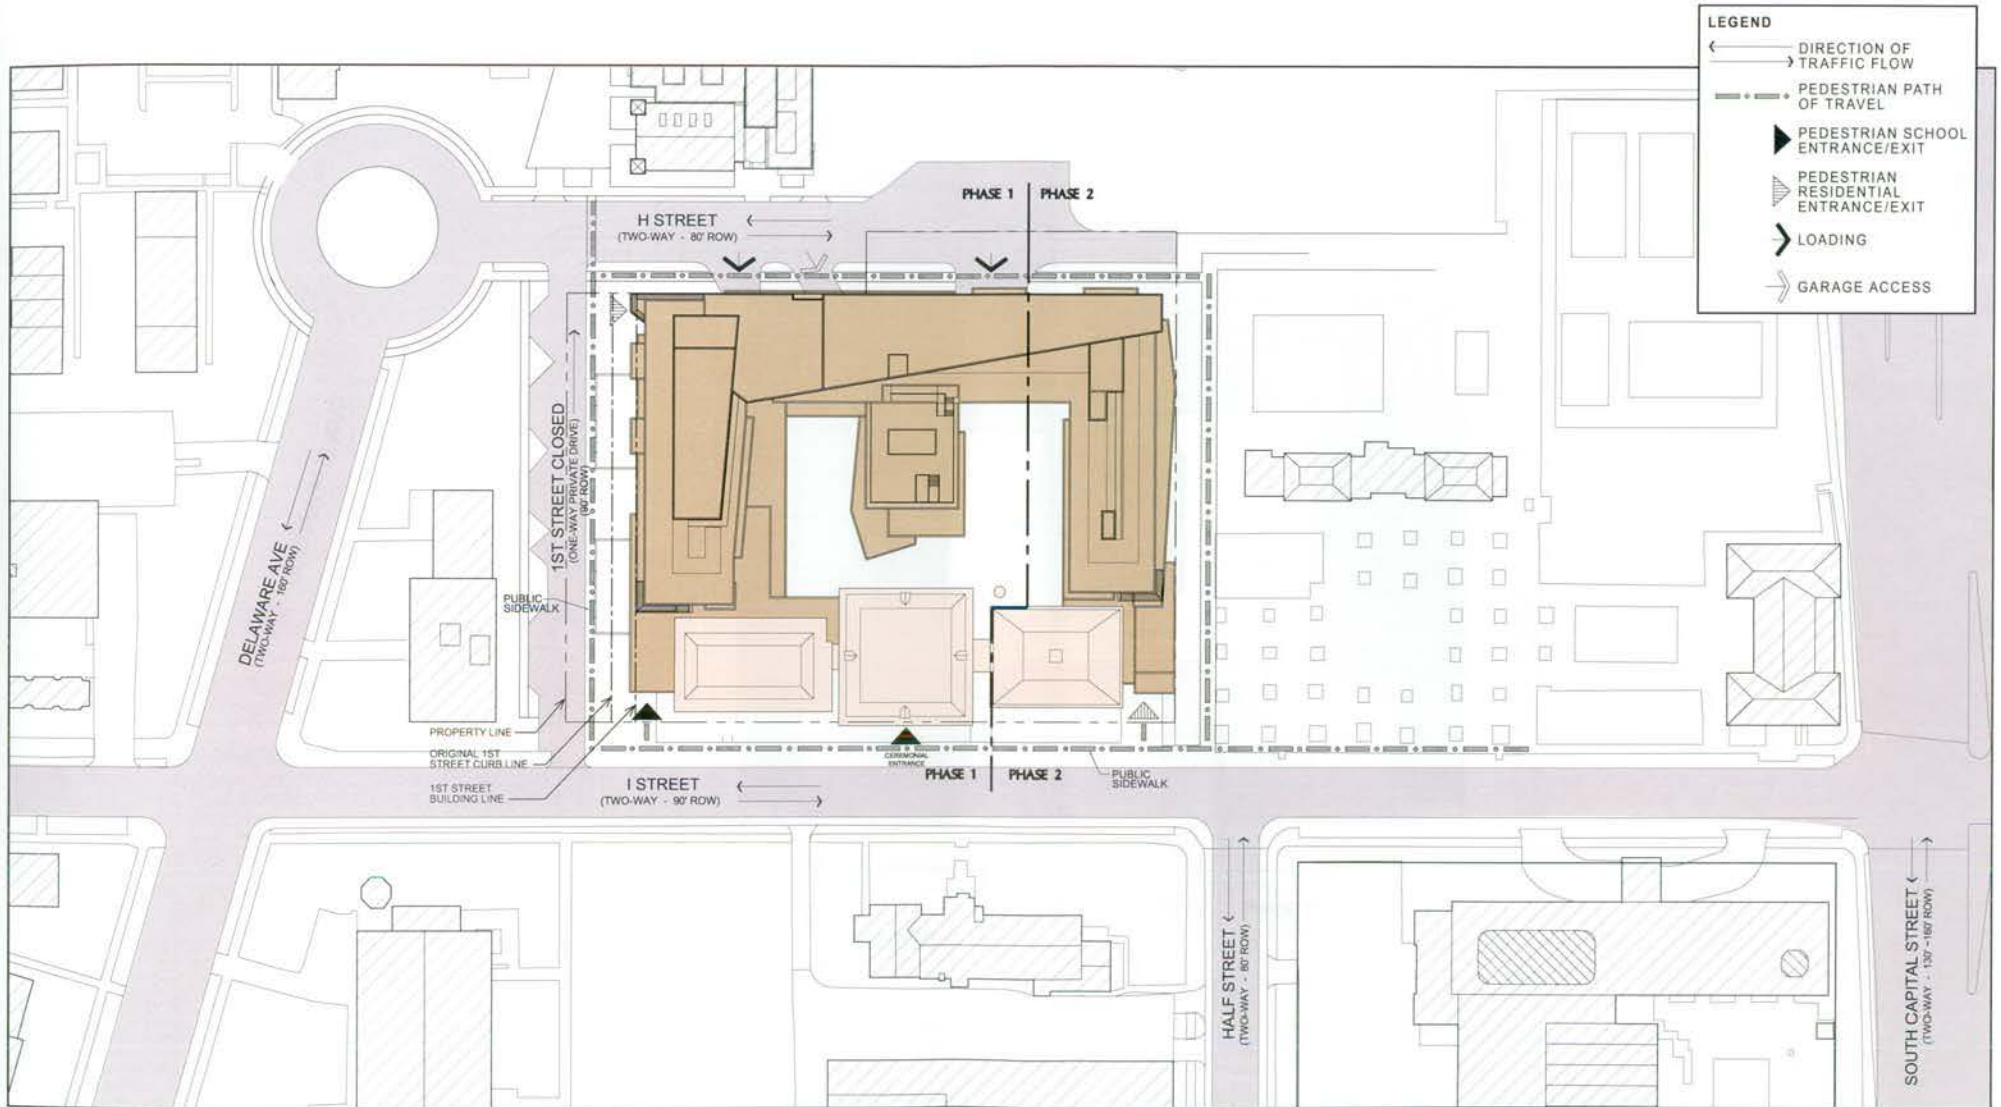 LEGEND
DIRECTION OF
TRAFFIC FLOW
PEDESTRIAN PATH
OF TRAVEL
PEDESTRIAN SCHOOL
ENTRANCE/EXIT
PEDESTRIAN
RESIDENTIAL
ENTRANCE/EXIT
LOADING
GARAGE ACCESS
PHASE 1
PHASE 2
H STREET
(TWO-WAY - 80' ROW)
1ST STREET CLOSED
(ONE-WAY PRIVATE DRIVE)
(90' ROW)
DELAWARE AVE
(TWO-WAY - 160' ROW)
PUBLIC
SIDEWALK
PROPERTY LINE
ORIGINAL 1ST
STREET CURB LINE
1ST STREET
BUILDING LINE
CEREMONIAL
ENTRANCE
PHASE 1
PHASE 2
PUBLIC
SIDEWALK
I STREET
(TWO-WAY - 90' ROW)
HALF STREET
(TWO-WAY - 80' ROW)
SOUTH CAPITAL STREET
(TWO-WAY - 130' -160' ROW)